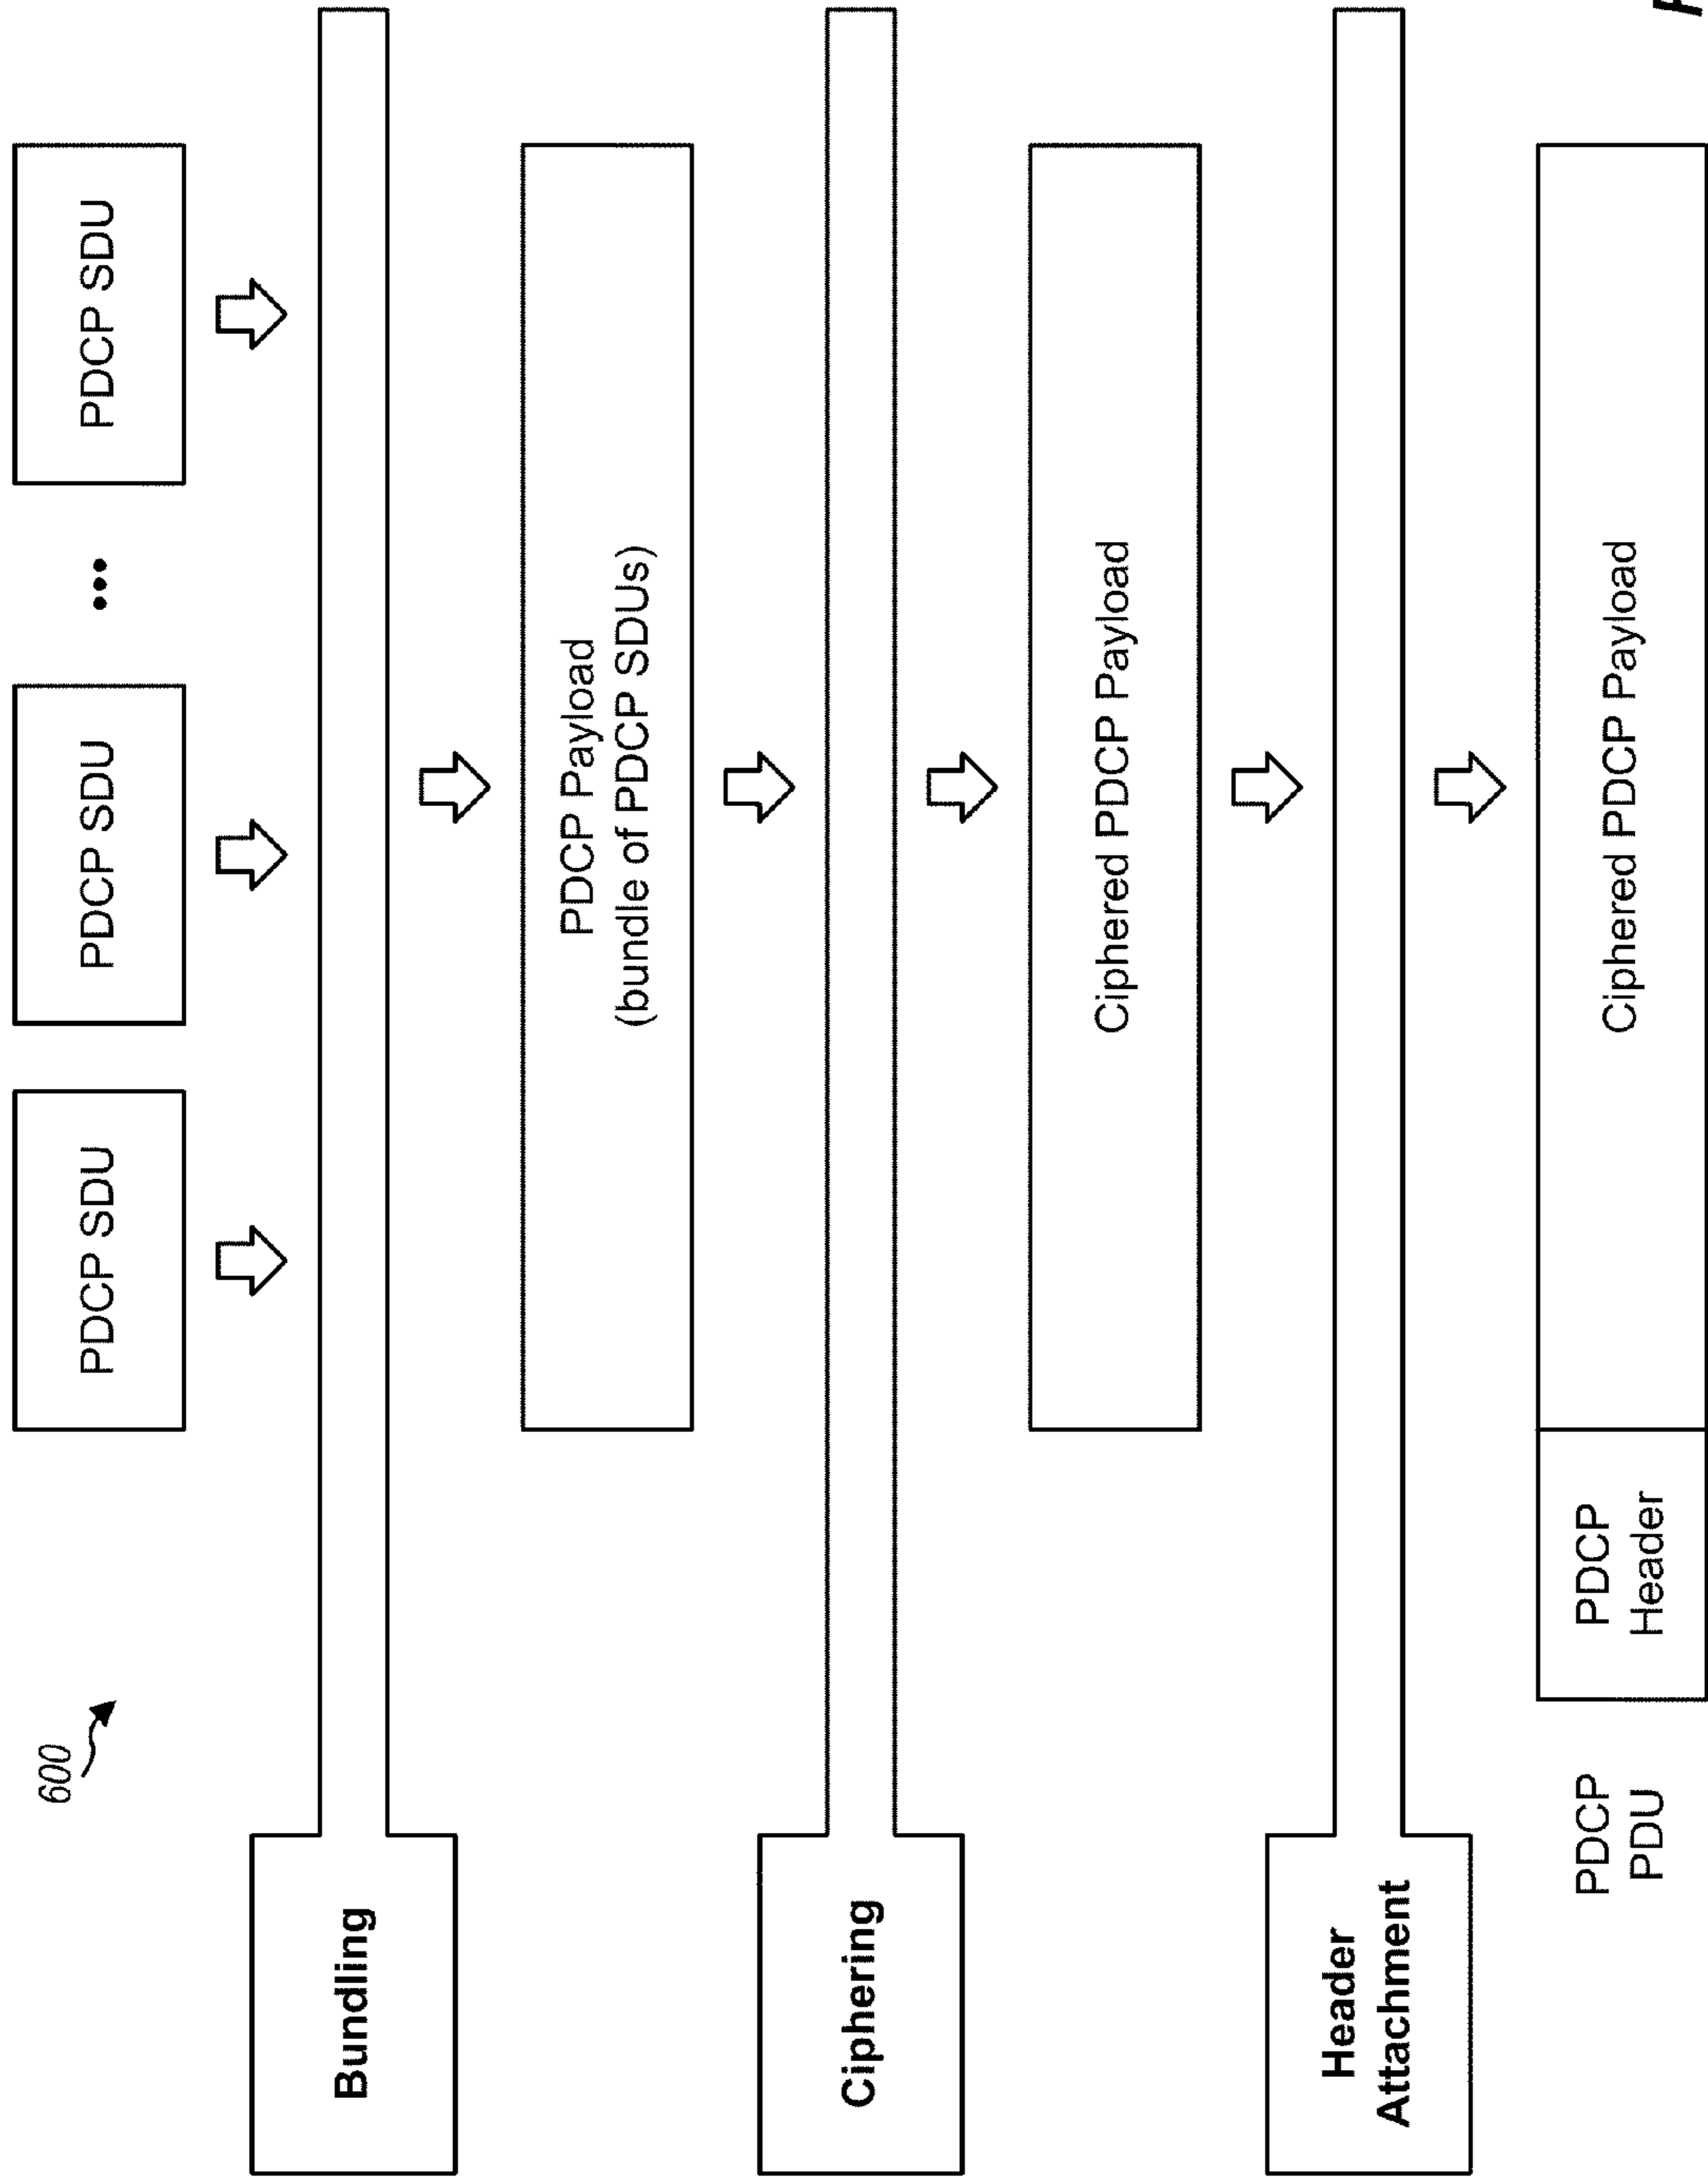 600
PDCP SDU
PDCP SDU
•••
PDCP SDU
Bundling
PDCP Payload
(bundle of PDCP SDUs)
Ciphering
Ciphered PDCP Payload
Header
Attachment
PDCP
PDU
PDCP
Header
Ciphered PDCP Payload